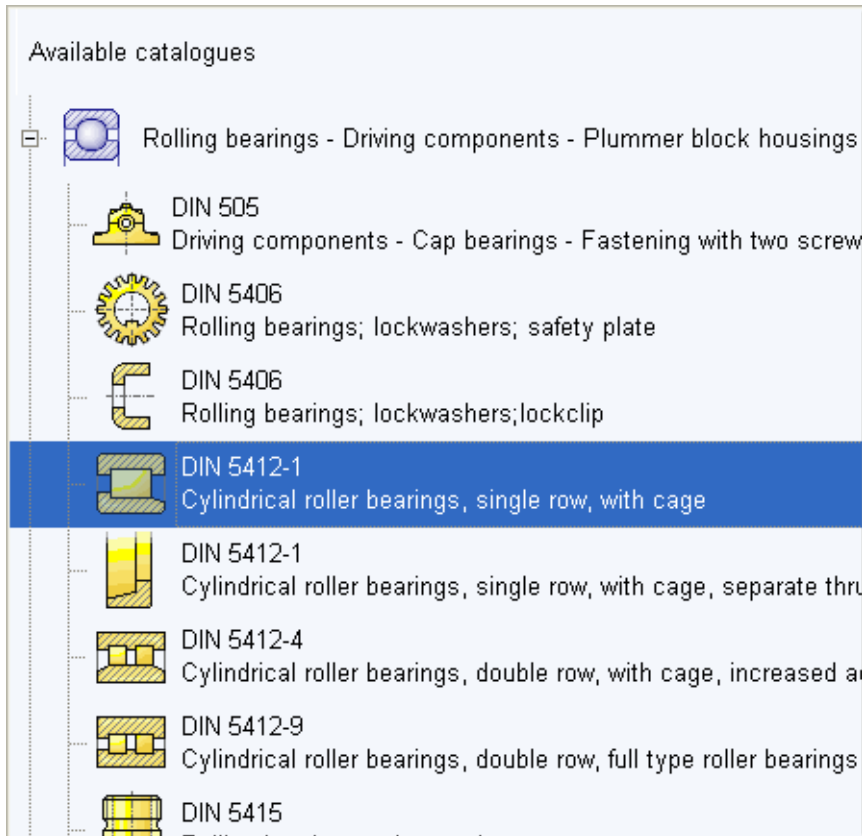 Available catalogues
Rolling bearings - Driving components - Plummer block housings
DIN 505
Driving components - Cap bearings - Fastening with two screw
DIN 5406
Rolling bearings; lockwashers; safety plate
DIN 5406
Rolling bearings; lockwashers;lockclip
DIN 5412-1
Cylindrical roller bearings, single row, with cage
DIN 5412-1
Cylindrical roller bearings, single row, with cage, separate thru
DIN 5412-4
Cylindrical roller bearings, double row, with cage, increased a
DIN 5412-9
Cylindrical roller bearings, double row, full type roller bearings
DIN 5415